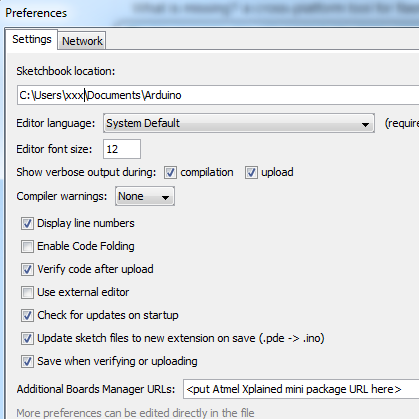 What is missing? a cross-platform tool for
Preferences
Settings Network
Sketchbook location:
C:\Users\xxx\Documents\Arduino
Editor language: System Default (require
Editor font size: 12
Show verbose output during: compilation upload
Compiler warnings: None
Display line numbers
Enable Code Folding
Verify code after upload
Use external editor
Check for updates on startup
Update sketch files to new extension on save (.pde -> .ino)
Save when verifying or uploading
Additional Boards Manager URLs: <put Atmel Xplained mini package URL here>
More preferences can be edited directly in the file